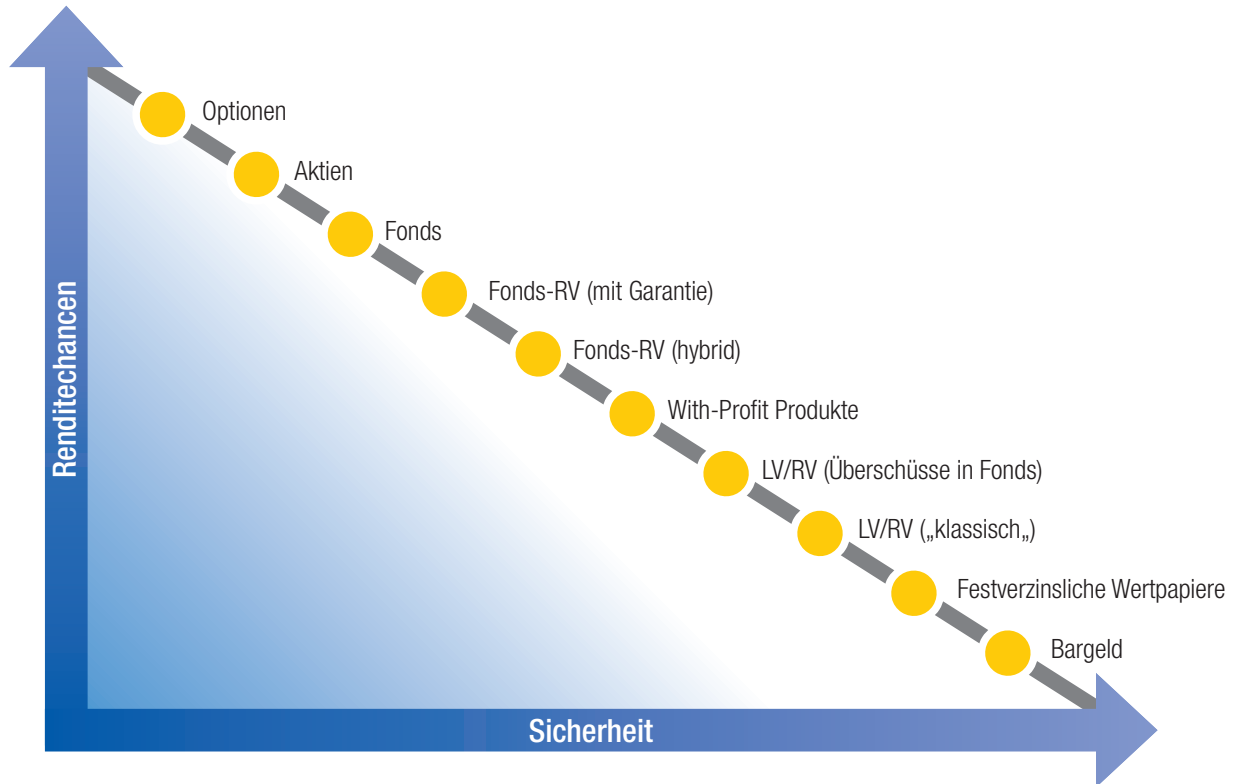 Optionen
Aktien
Fonds
Fonds-RV (mit Garantie)
Fonds-RV (hybrid)
With-Profit Produkte
LV/RV (Überschüsse in Fonds)
LV/RV („klassisch„)
Festverzinsliche Wertpapiere
Bargeld
Renditechancen
Sicherheit